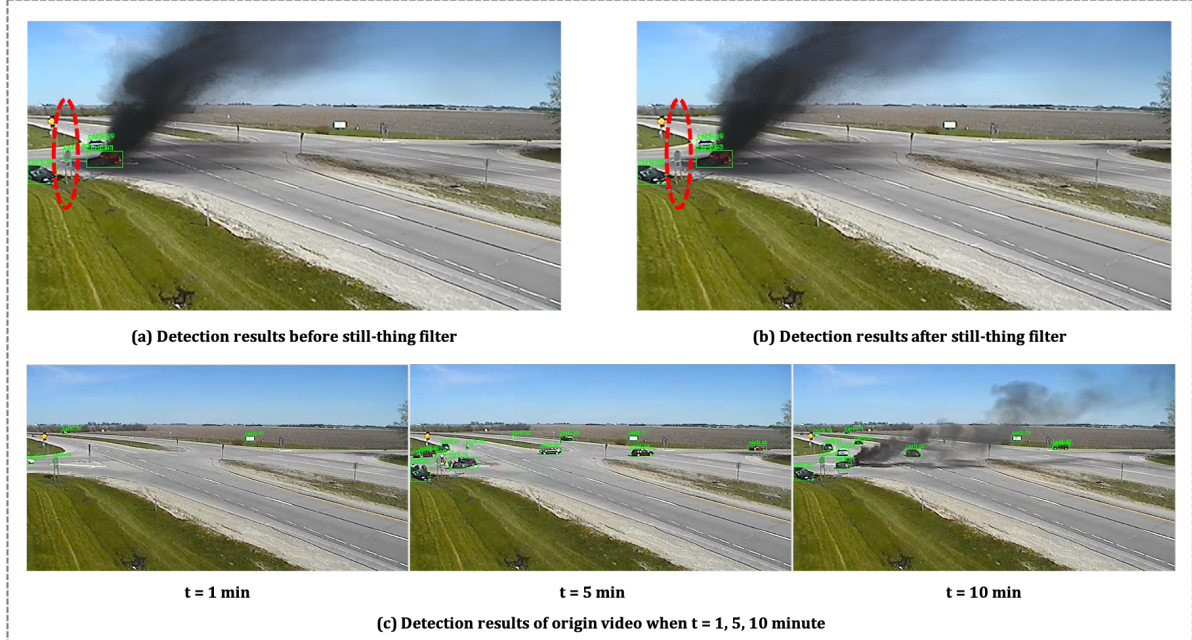 (a) Detection results before still-thing filter
(b) Detection results after still-thing filter
t = 1 min
t = 5 min
t = 10 min
(c) Detection results of origin video when t = 1, 5, 10 minute